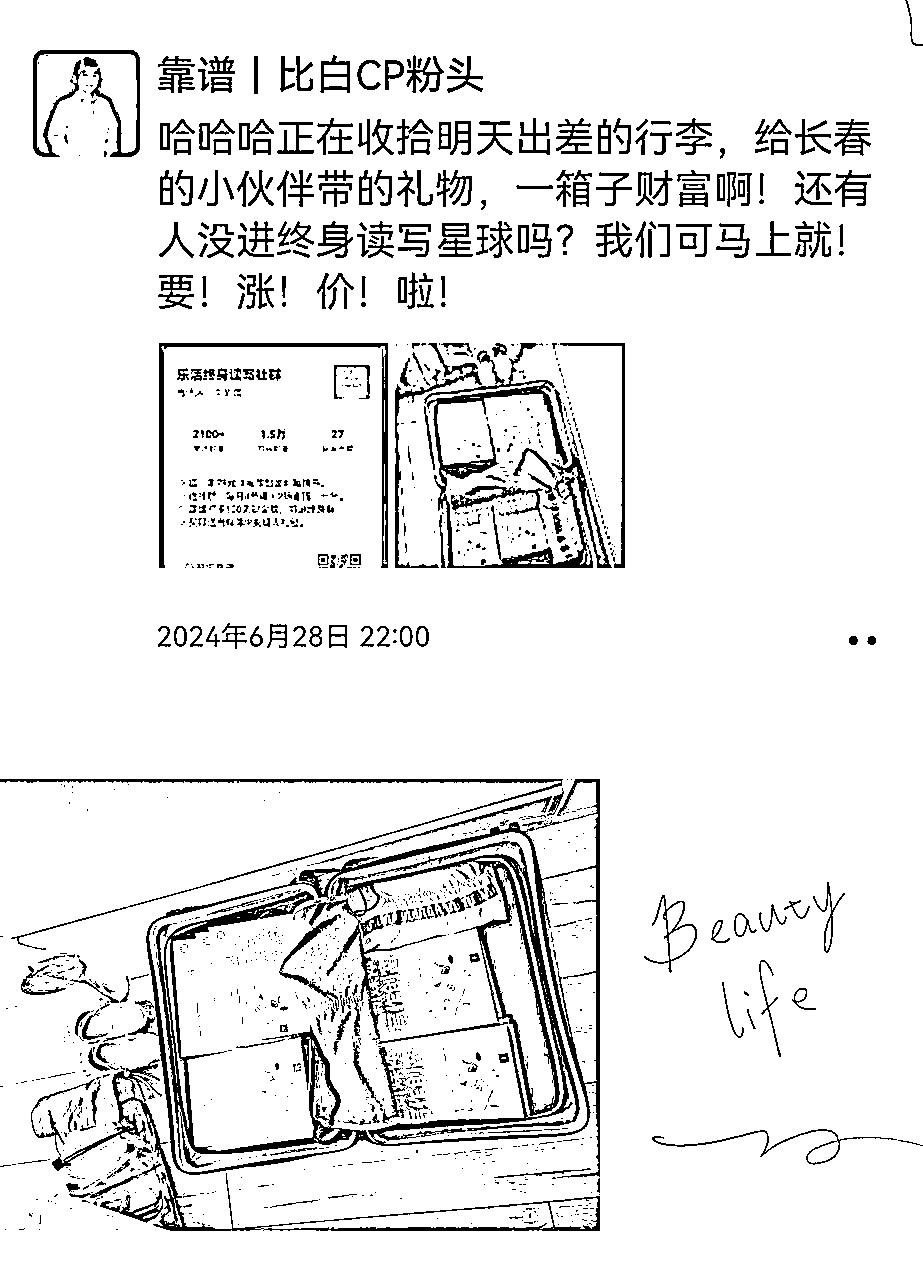 靠谱 | 比白CP粉头
哈哈哈正在收拾明天出差的行李，给长春
的小伙伴带的礼物，一箱子财富啊！还有
人没进终身读写星球吗？我们可马上就！
要！涨！价！啦！
乐活终身读写社群
2100+ 1.5万 27
2024年6月28日 22:00
Beauty
life